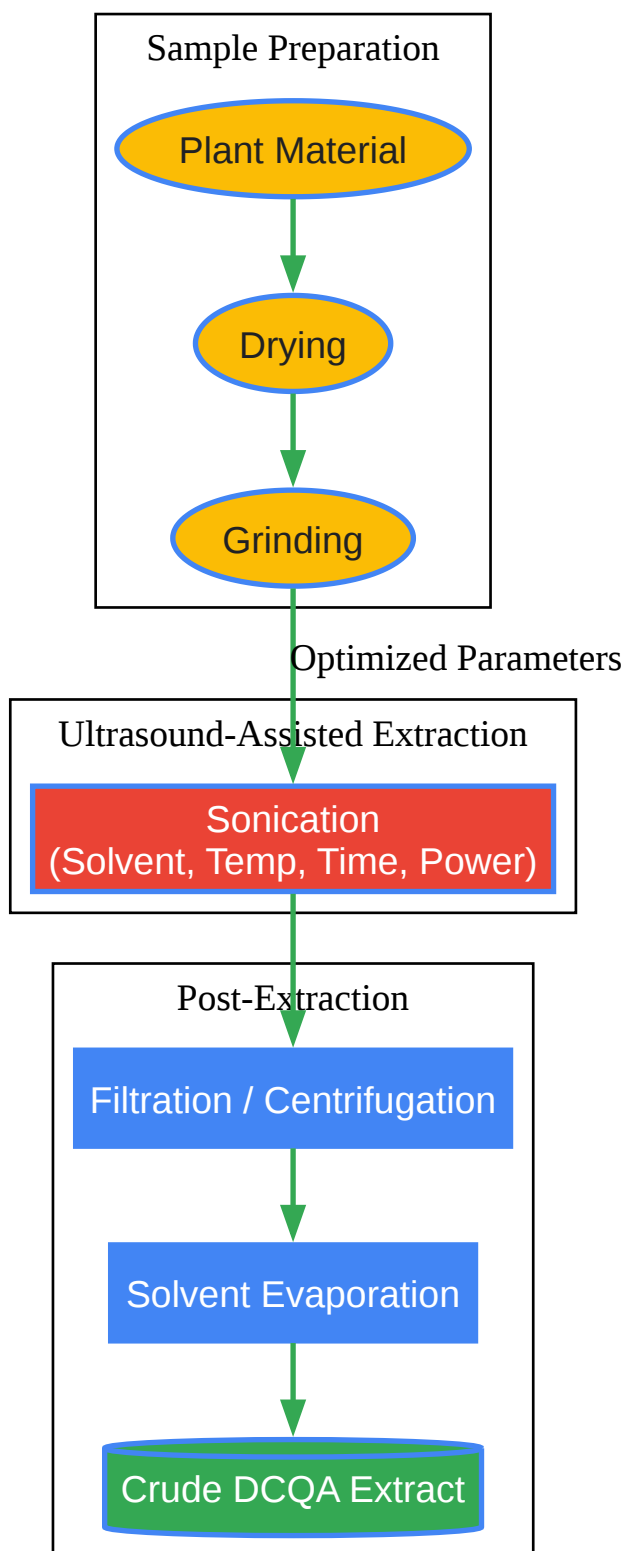 Sample Preparation
Plant Material
Drying
Grinding
Optimized Parameters
Ultrasound-Assisted Extraction
Sonication
(Solvent, Temp, Time, Power)
Post-Extraction
Filtration / Centrifugation
Solvent Evaporation
Crude DCQA Extract